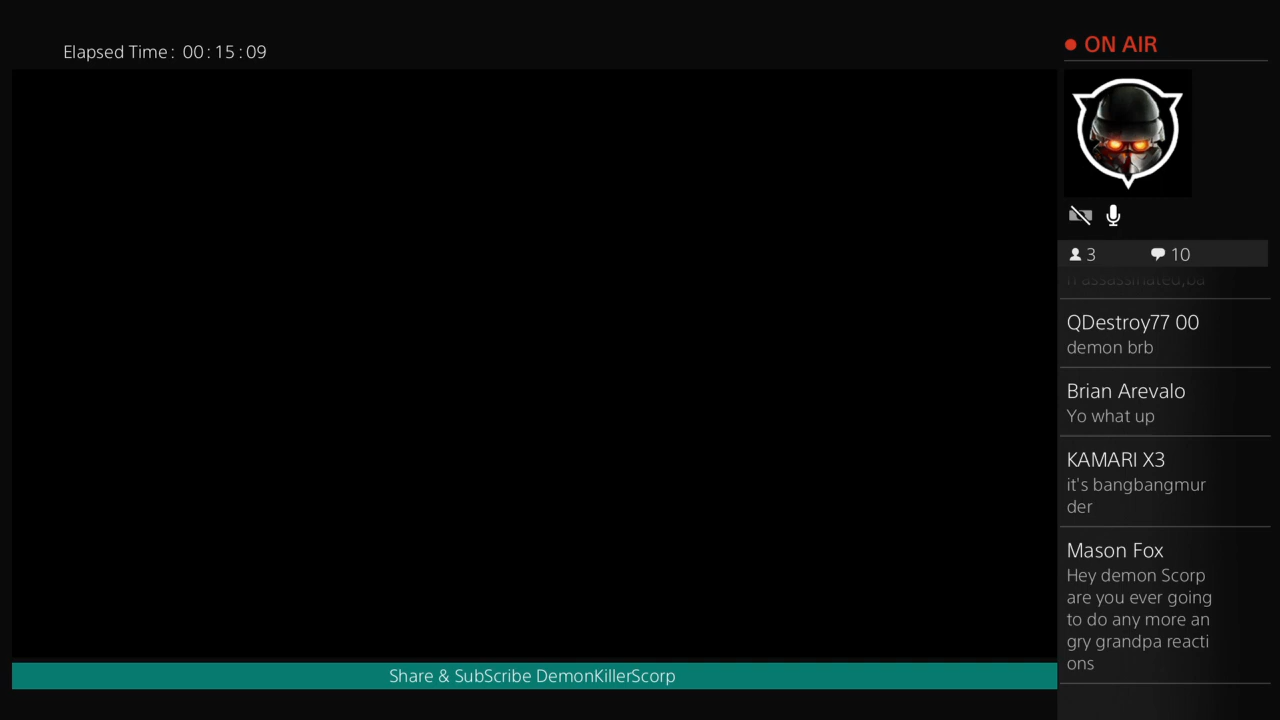 Elapsed Time: 00:15:09
ON AIR
3 10
n assassinated,ba
QDestroy77 00
demon brb
Brian Arevalo
Yo what up
KAMARI X3
it's bangbangmur
der
Mason Fox
Hey demon Scorp
are you ever going
to do any more an
gry grandpa reacti
ons
Share & SubScribe DemonKillerScorp